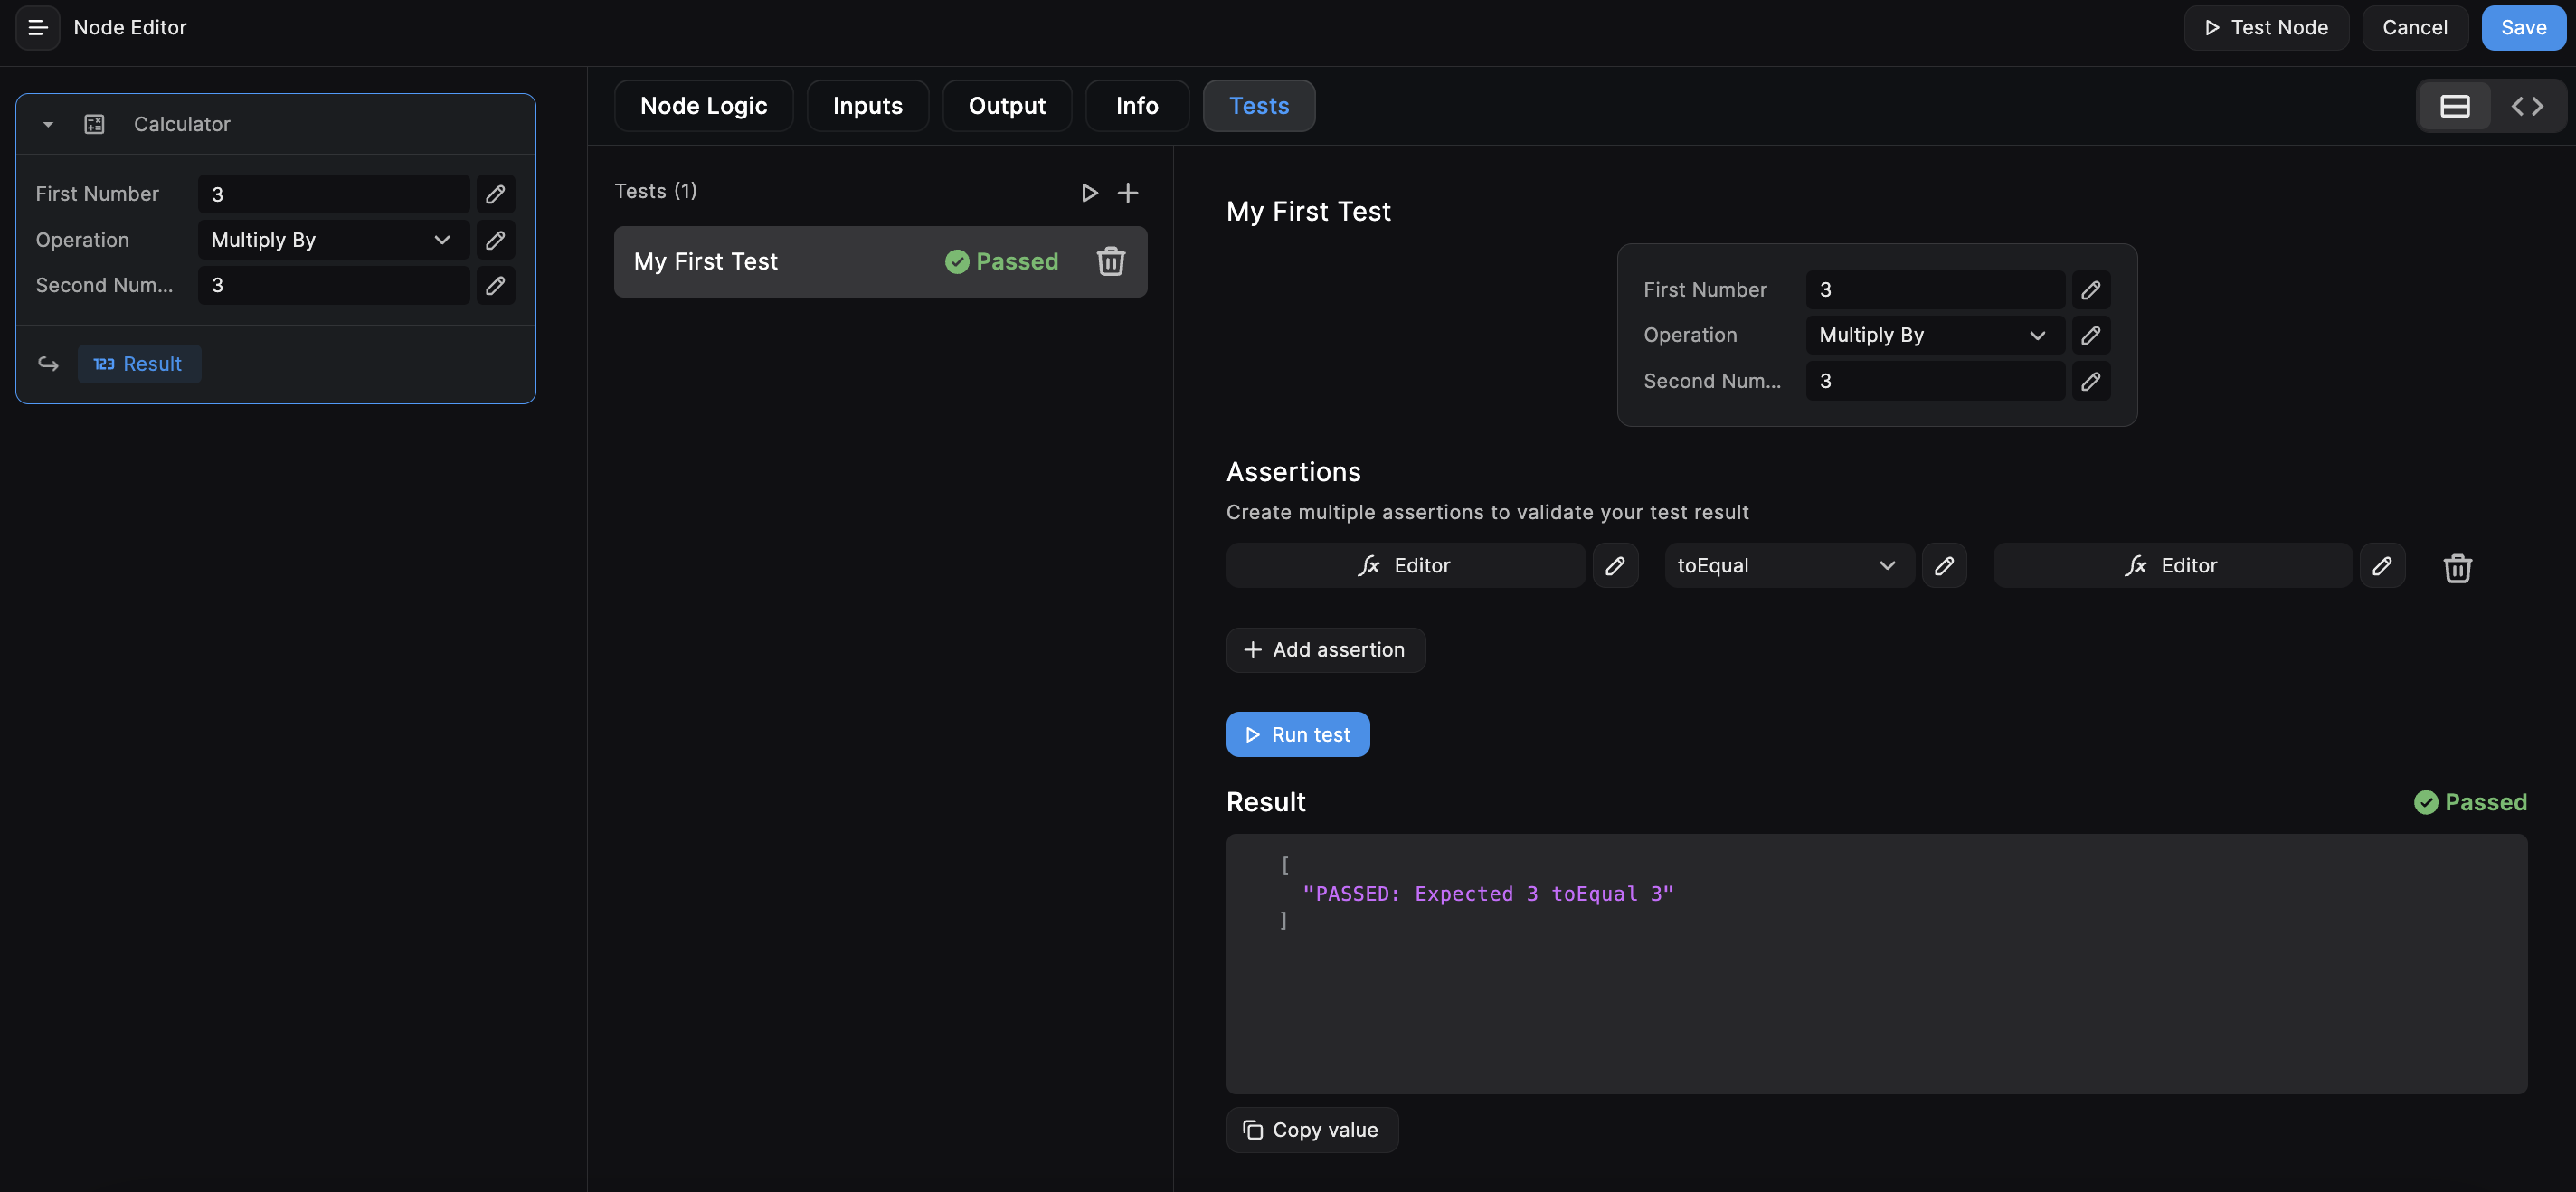 Node Editor
Test Node
Cancel
Save
Calculator
First Number
3
Operation
Multiply By
Second Num...
3
123 Result
Node Logic
Inputs
Output
Info
Tests
Tests (1)
My First Test
Passed
My First Test
First Number
3
Operation
Multiply By
Second Num...
3
Assertions
Create multiple assertions to validate your test result
fx Editor
toEqual
fx Editor
Add assertion
Run test
Result
Passed
[
"PASSED: Expected 3 toEqual 3"
]
Copy value